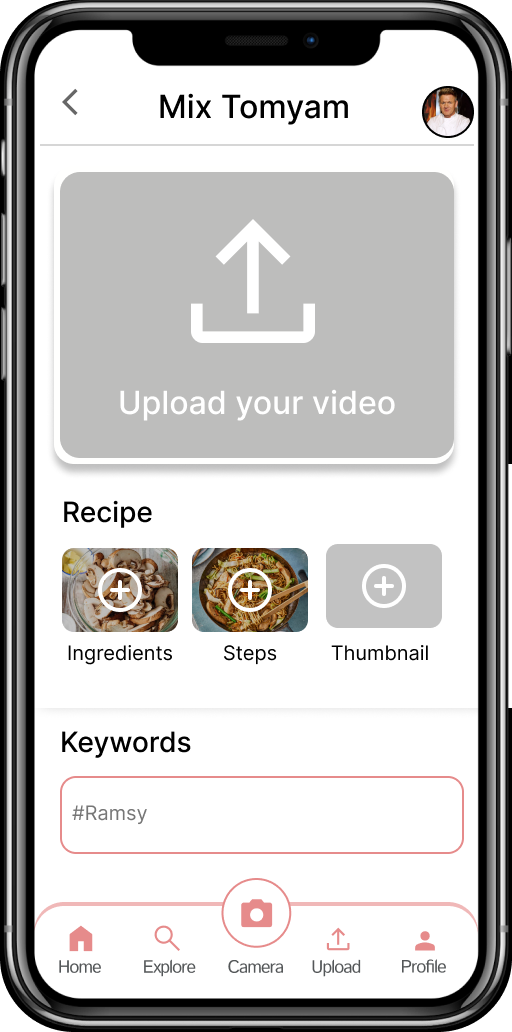 Mix Tomyam
Upload your video
Recipe
Ingredients Steps Thumbnail
Keywords
#Ramsy
Home Explore Camera Upload Profile